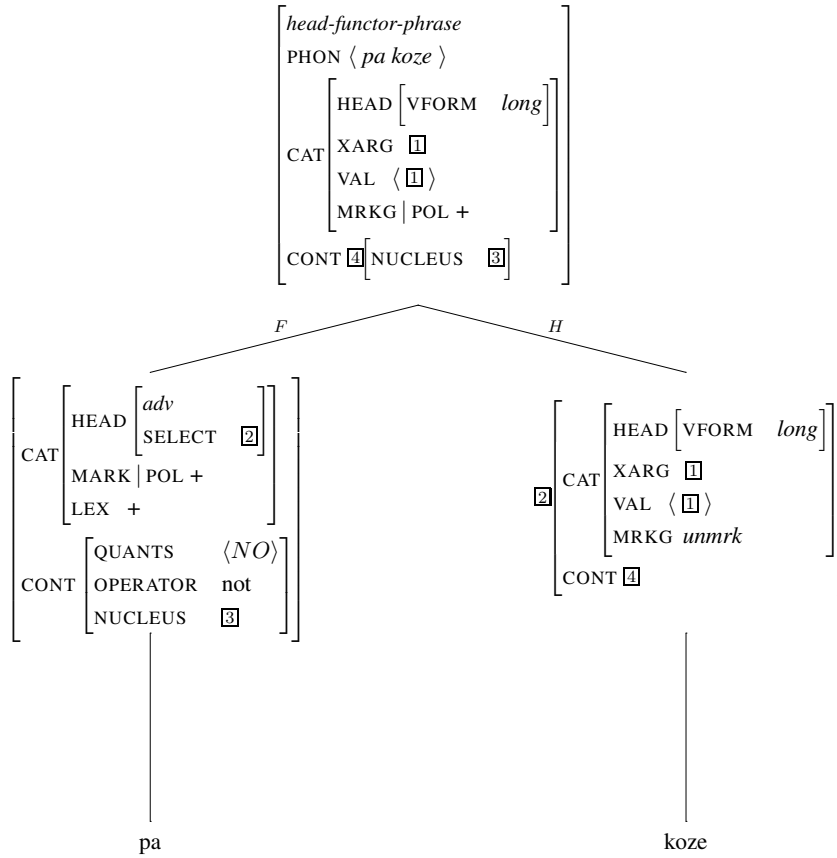 head-functor-phrase
PHON ⟨ pa koze ⟩
HEAD [VFORM long]
CAT XARG 1
VAL ⟨ 1 ⟩
MRKG | POL +
CONT 4 [NUCLEUS 3]
F H
HEAD adv
SELECT 2
CAT
MARK | POL +
LEX +
QUANTS ⟨NO⟩
CONT OPERATOR not
NUCLEUS 3
HEAD [VFORM long]
XARG 1
2 CAT
VAL ⟨ 1 ⟩
MRKG unmrk
CONT 4
pa koze